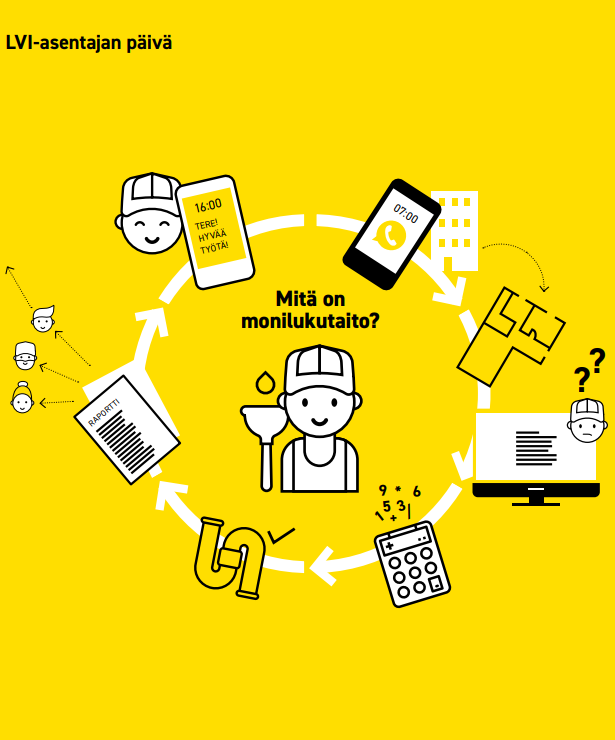 LVI-asentajan päivä
16:00
TERE!
HYVÄÄ
TYÖTÄ!
07:00
Mitä on
monilukutaito?
? ?
RAPORTTI
9 * 6
1 5 + 3 |